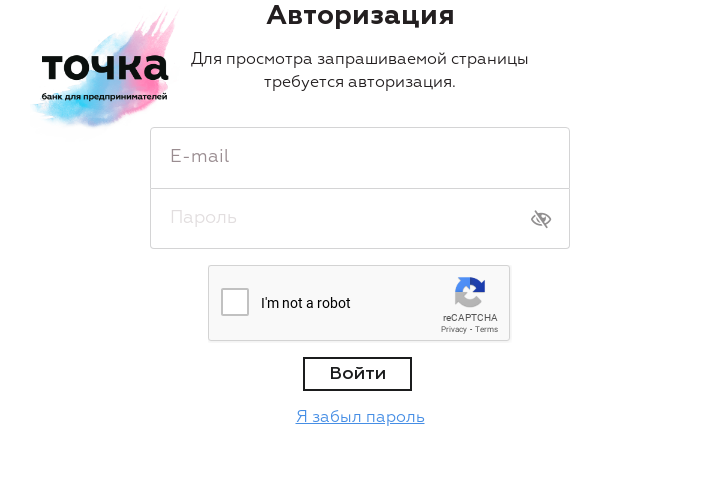 Авторизация
точка
банк для предпринимателей
Для просмотра запрашиваемой страницы
требуется авторизация.
E-mail
Пароль
I'm not a robot
reCAPTCHA
Privacy - Terms
Войти
Я забыл пароль